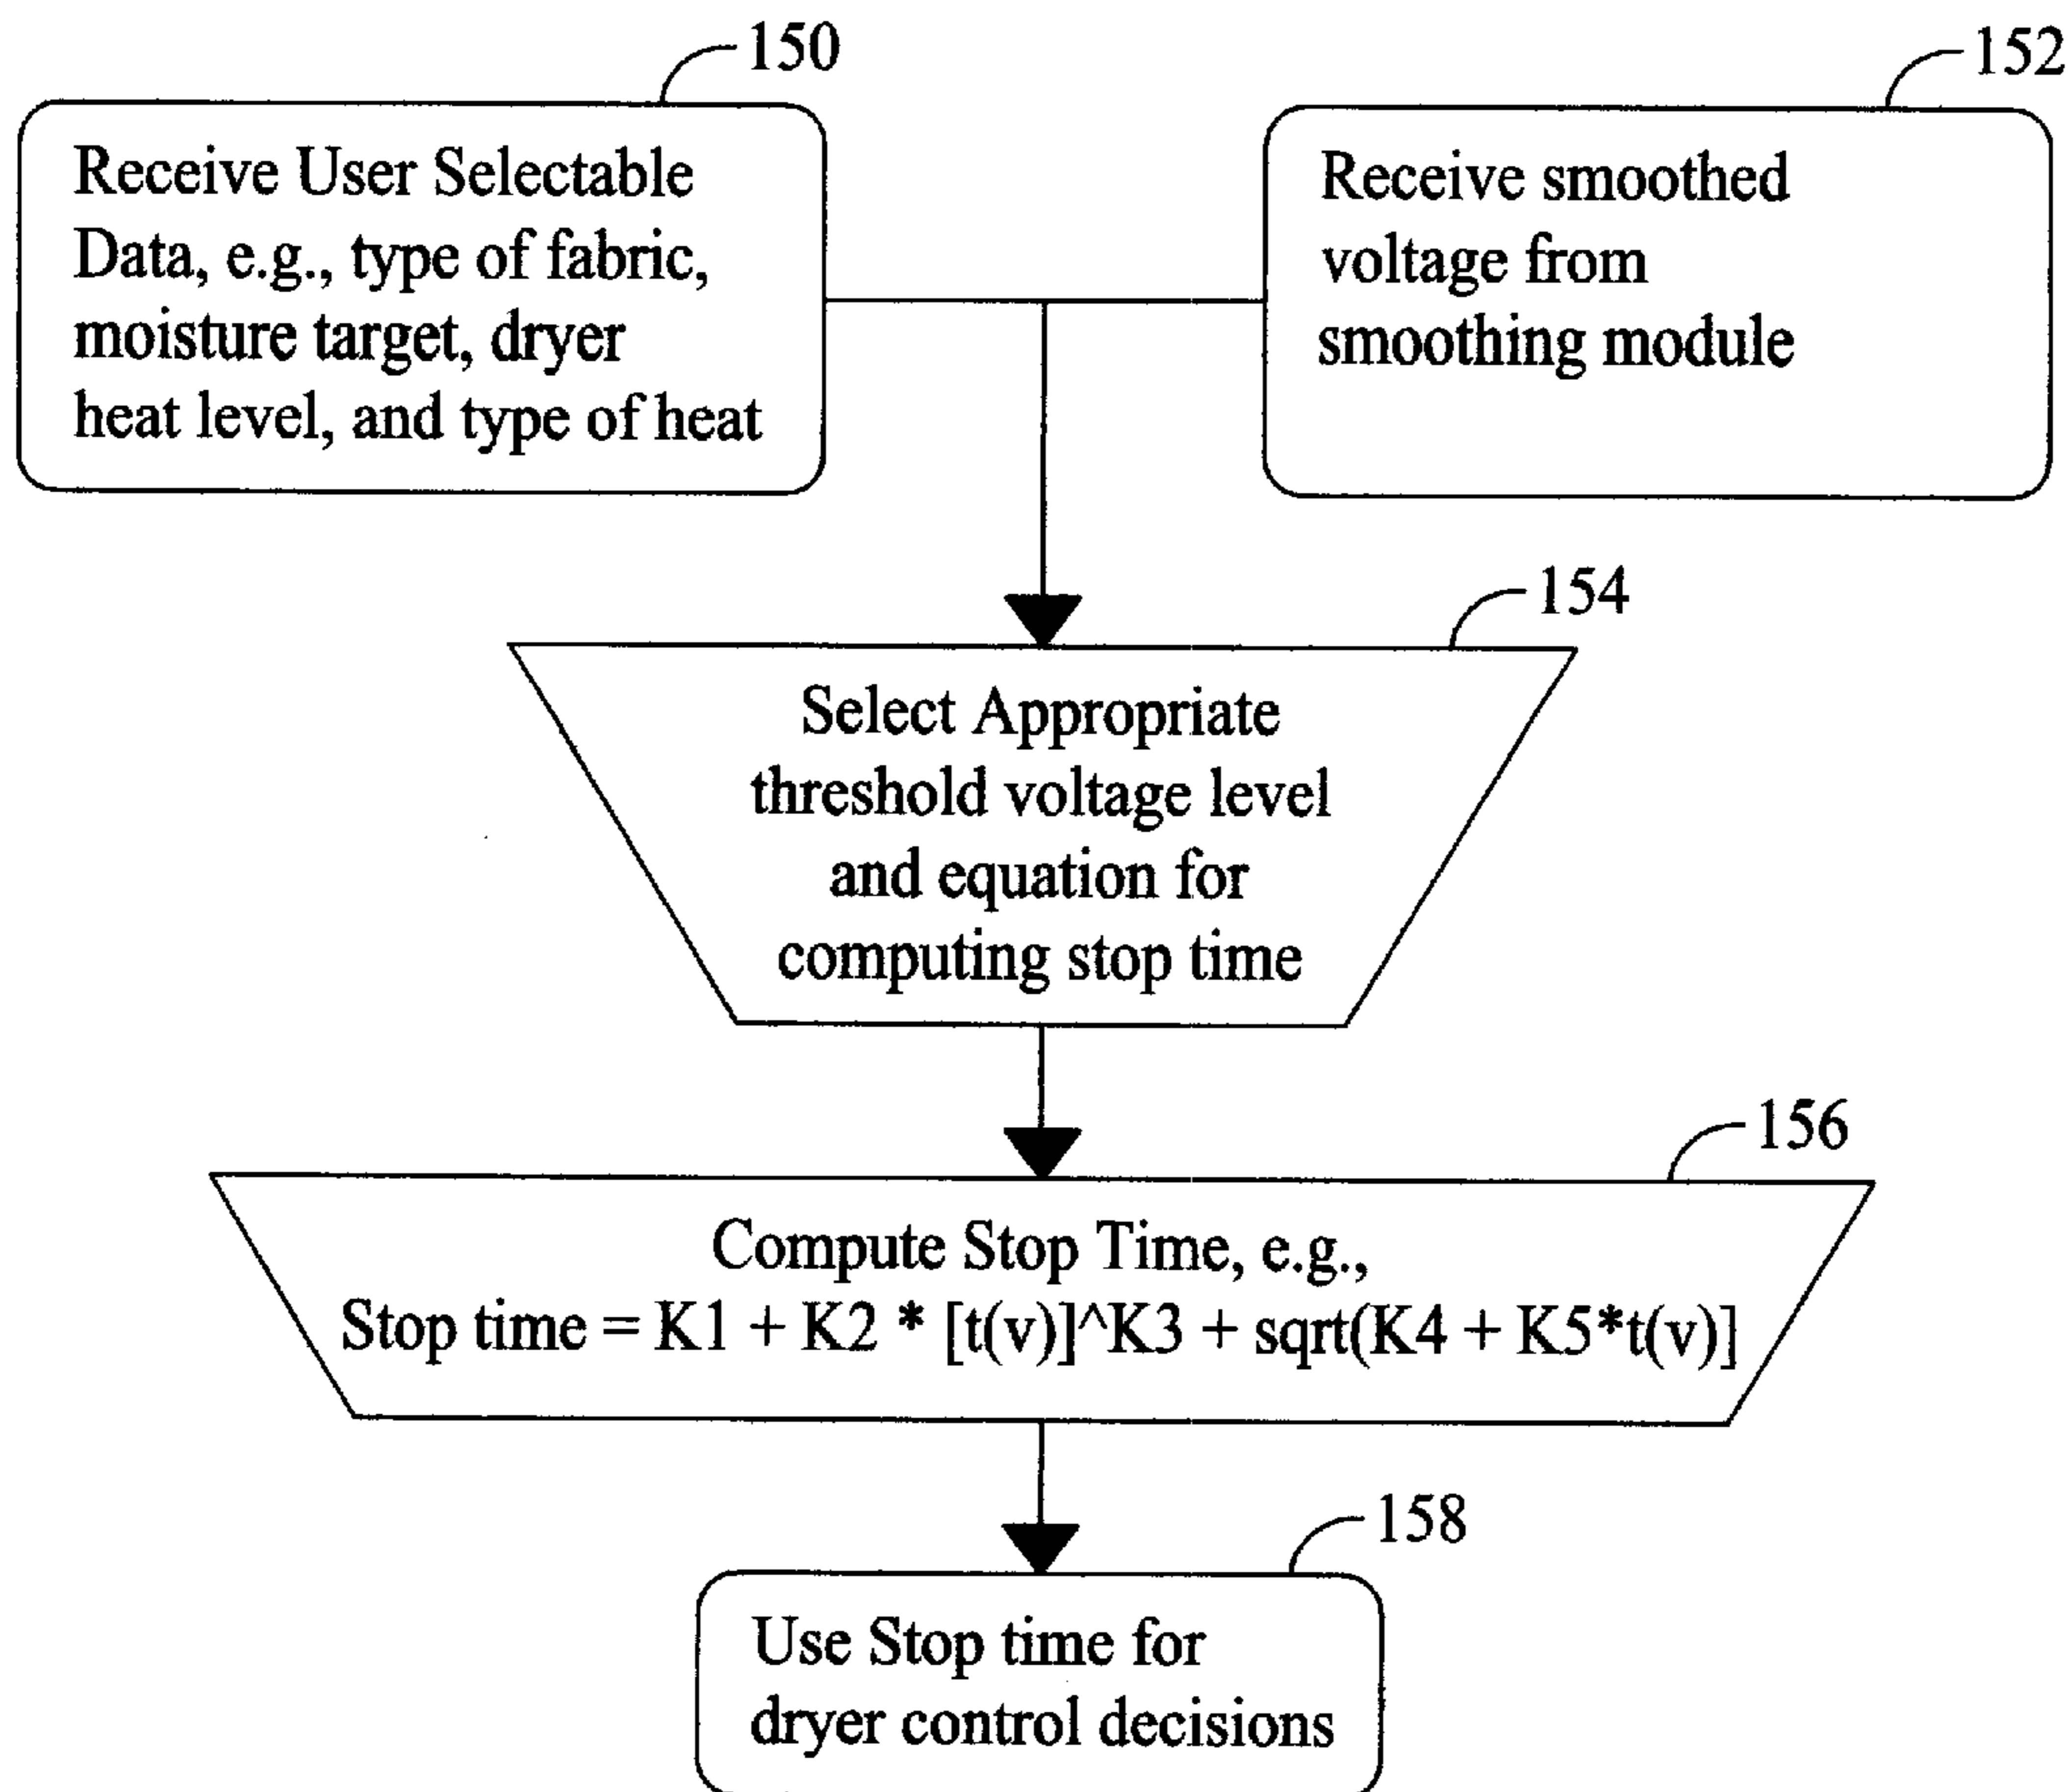 150
Receive User Selectable
Data, e.g., type of fabric,
moisture target, dryer
heat level, and type of heat
152
Receive smoothed
voltage from
smoothing module
154
Select Appropriate
threshold voltage level
and equation for
computing stop time
156
Compute Stop Time, e.g.,
Stop time = K1 + K2 * [t(v)]^K3 + sqrt(K4 + K5*t(v)]
158
Use Stop time for
dryer control decisions